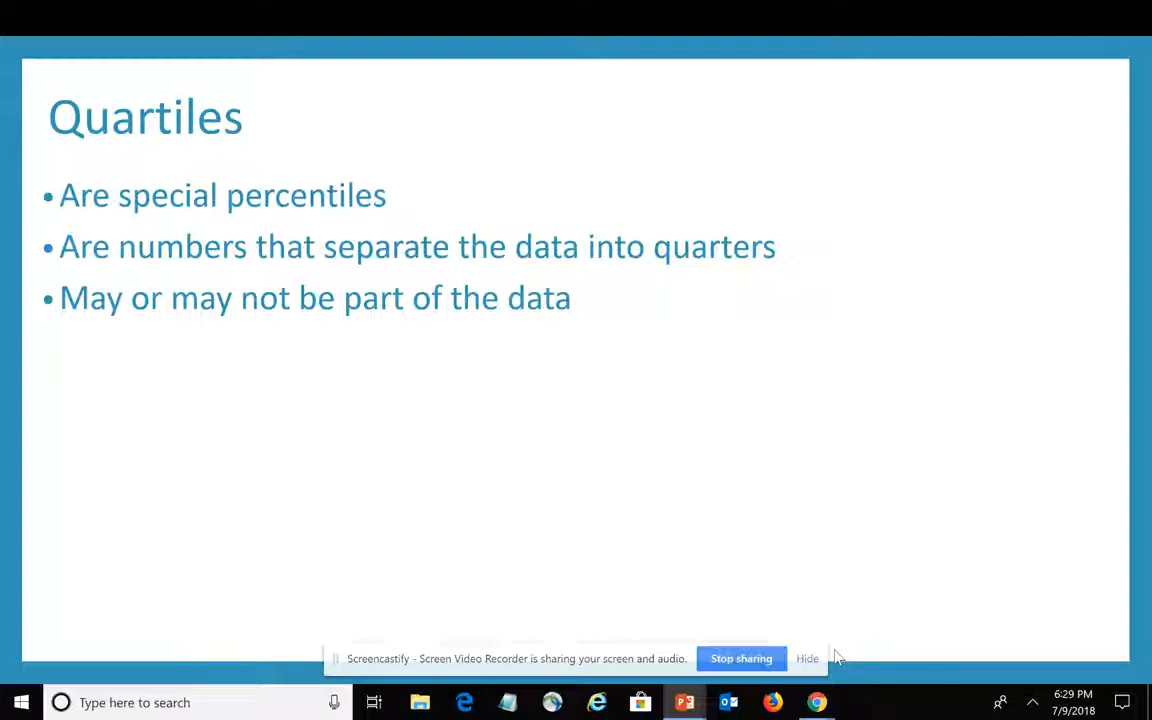 Quartiles
• Are special percentiles
• Are numbers that separate the data into quarters
• May or may not be part of the data
Screencastify - Screen Video Recorder is sharing your screen and audio. Stop sharing Hide
Type here to search
6:29 PM
7/9/2018